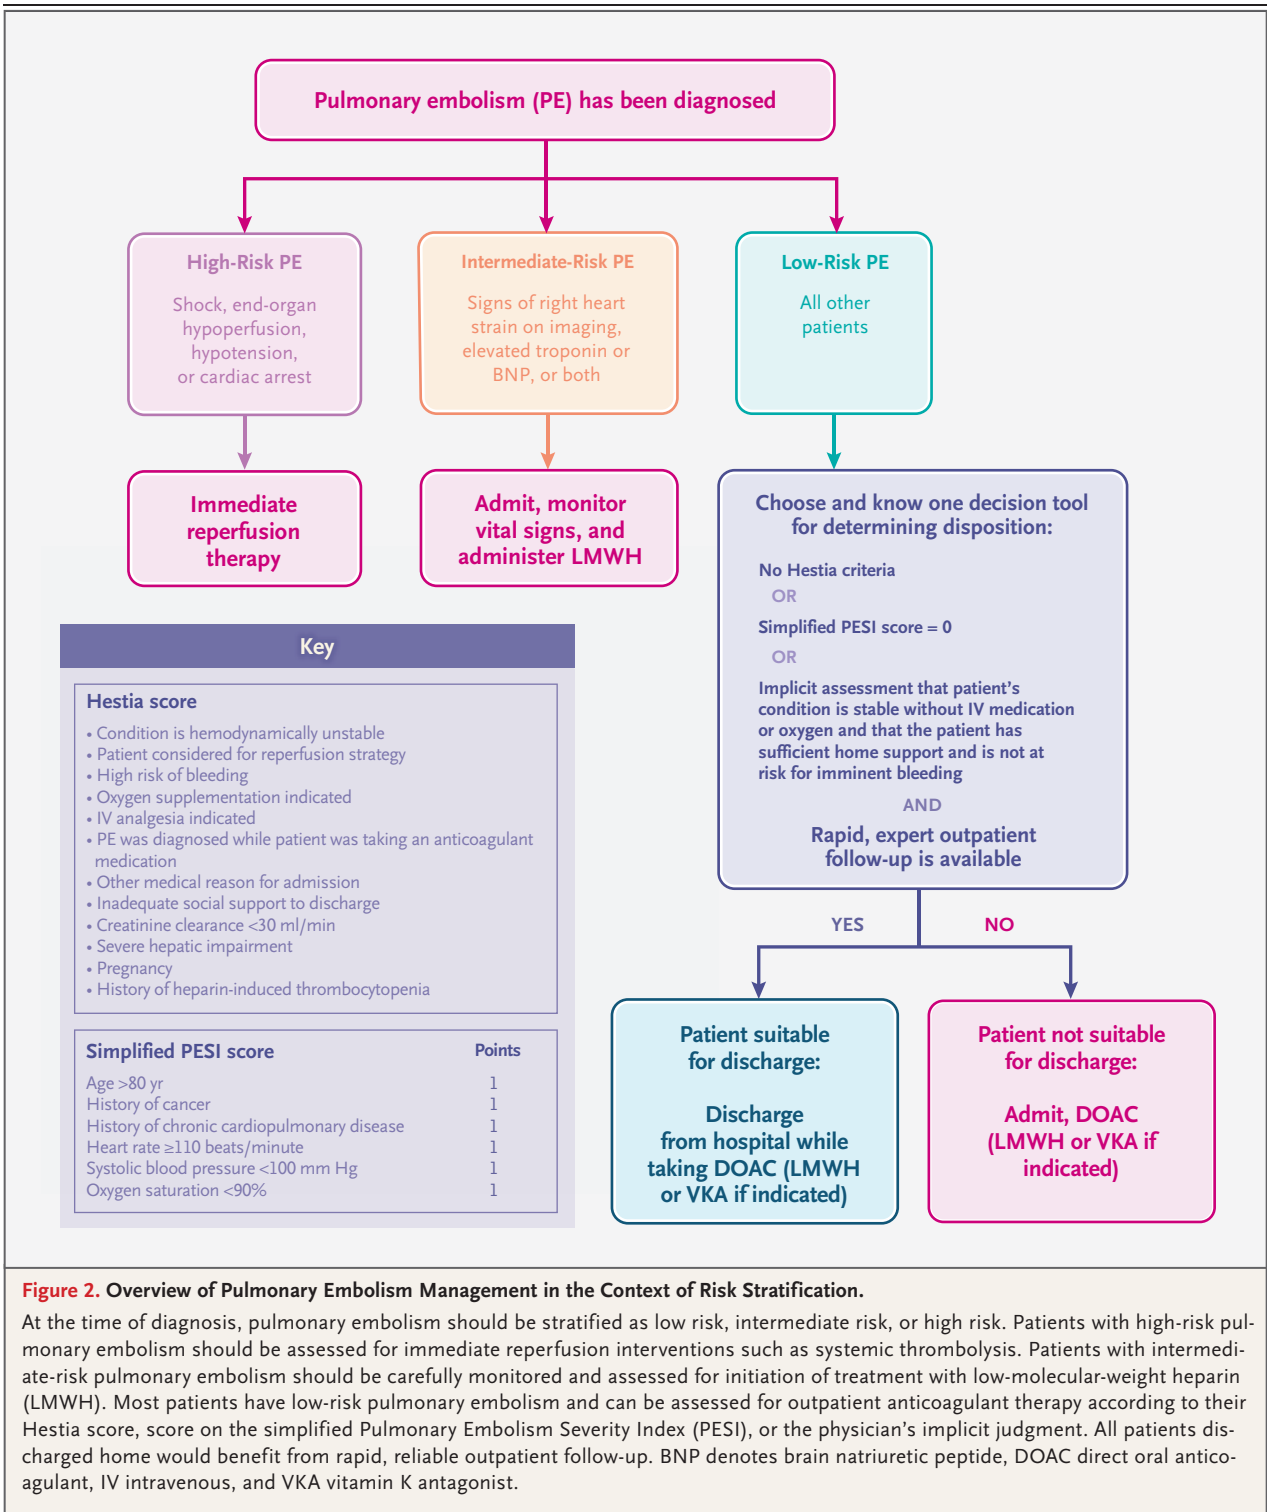 Pulmonary embolism (PE) has been diagnosed
High-Risk PE
Shock, end-organ
hypoperfusion,
hypotension,
or cardiac arrest
Intermediate-Risk PE
Signs of right heart
strain on imaging,
elevated troponin or
BNP, or both
Low-Risk PE
All other
patients
Immediate
reperfusion
therapy
Admit, monitor
vital signs, and
administer LMWH
Choose and know one decision tool
for determining disposition:
No Hestia criteria
OR
Simplified PESI score = 0
OR
Implicit assessment that patient’s
condition is stable without IV medication
or oxygen and that the patient has
sufficient home support and is not at
risk for imminent bleeding
AND
Rapid, expert outpatient
follow-up is available
YES
NO
Patient suitable
for discharge:
Discharge
from hospital while
taking DOAC (LMWH
or VKA if indicated)
Patient not suitable
for discharge:
Admit, DOAC
(LMWH or VKA if
indicated)
Key
Hestia score
• Condition is hemodynamically unstable
• Patient considered for reperfusion strategy
• High risk of bleeding
• Oxygen supplementation indicated
• IV analgesia indicated
• PE was diagnosed while patient was taking an anticoagulant
medication
• Other medical reason for admission
• Inadequate social support to discharge
• Creatinine clearance <30 ml/min
• Severe hepatic impairment
• Pregnancy
• History of heparin-induced thrombocytopenia
Simplified PESI score Points
Age >80 yr 1
History of cancer 1
History of chronic cardiopulmonary disease 1
Heart rate ≥110 beats/minute 1
Systolic blood pressure <100 mm Hg 1
Oxygen saturation <90% 1
Figure 2. Overview of Pulmonary Embolism Management in the Context of Risk Stratification.
At the time of diagnosis, pulmonary embolism should be stratified as low risk, intermediate risk, or high risk. Patients with high-risk pul-
monary embolism should be assessed for immediate reperfusion interventions such as systemic thrombolysis. Patients with intermedi-
ate-risk pulmonary embolism should be carefully monitored and assessed for initiation of treatment with low-molecular-weight heparin
(LMWH). Most patients have low-risk pulmonary embolism and can be assessed for outpatient anticoagulant therapy according to their
Hestia score, score on the simplified Pulmonary Embolism Severity Index (PESI), or the physician’s implicit judgment. All patients dis-
charged home would benefit from rapid, reliable outpatient follow-up. BNP denotes brain natriuretic peptide, DOAC direct oral antico-
agulant, IV intravenous, and VKA vitamin K antagonist.